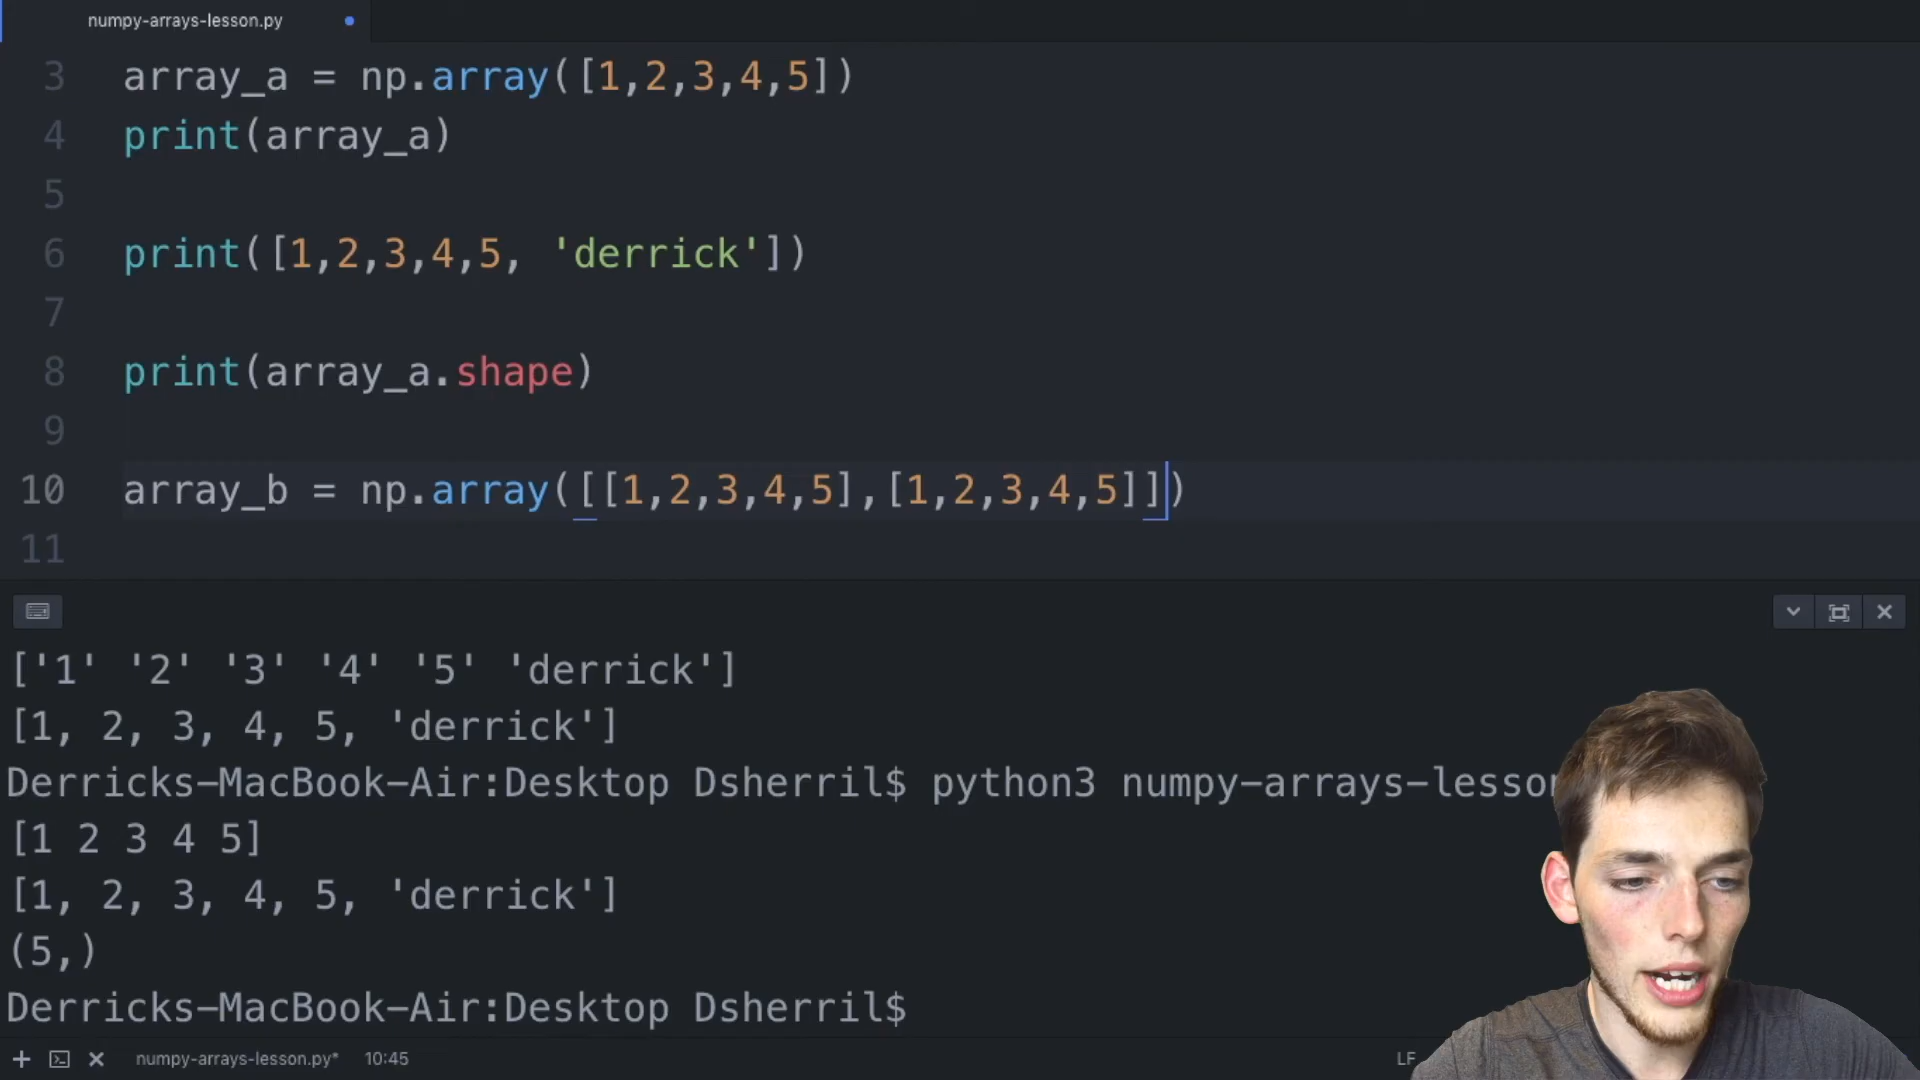 numpy-arrays-lesson.py
3 array_a = np.array([1,2,3,4,5])
4 print(array_a)
5
6 print([1,2,3,4,5, 'derrick'])
7
8 print(array_a.shape)
9
10 array_b = np.array([[1,2,3,4,5],[1,2,3,4,5]])
11
['1' '2' '3' '4' '5' 'derrick']
[1, 2, 3, 4, 5, 'derrick']
Derricks-MacBook-Air:Desktop Dsherril$ python3 numpy-arrays-lesson
[1 2 3 4 5]
[1, 2, 3, 4, 5, 'derrick']
(5,)
Derricks-MacBook-Air:Desktop Dsherril$
numpy-arrays-lesson.py* 10:45 LF